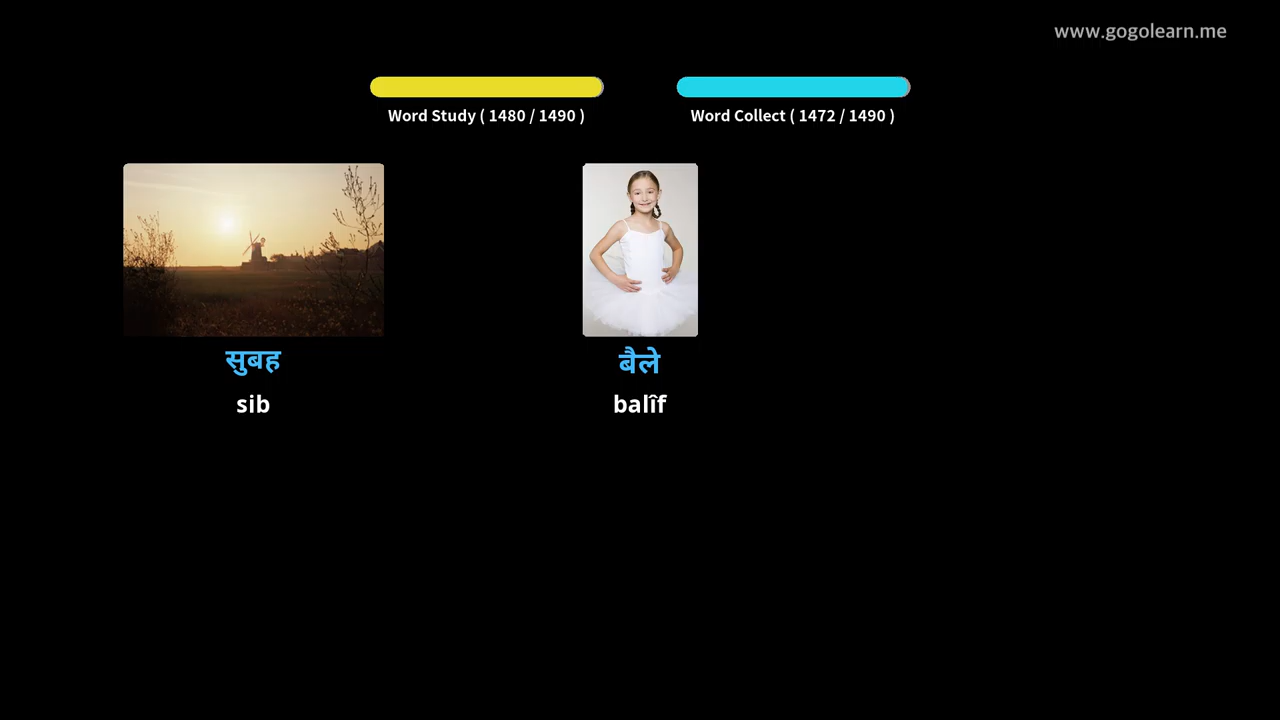 www.gogolearn.me
Word Study ( 1480 / 1490 )
Word Collect ( 1472 / 1490 )
सुबह
sib
बैले
balîf